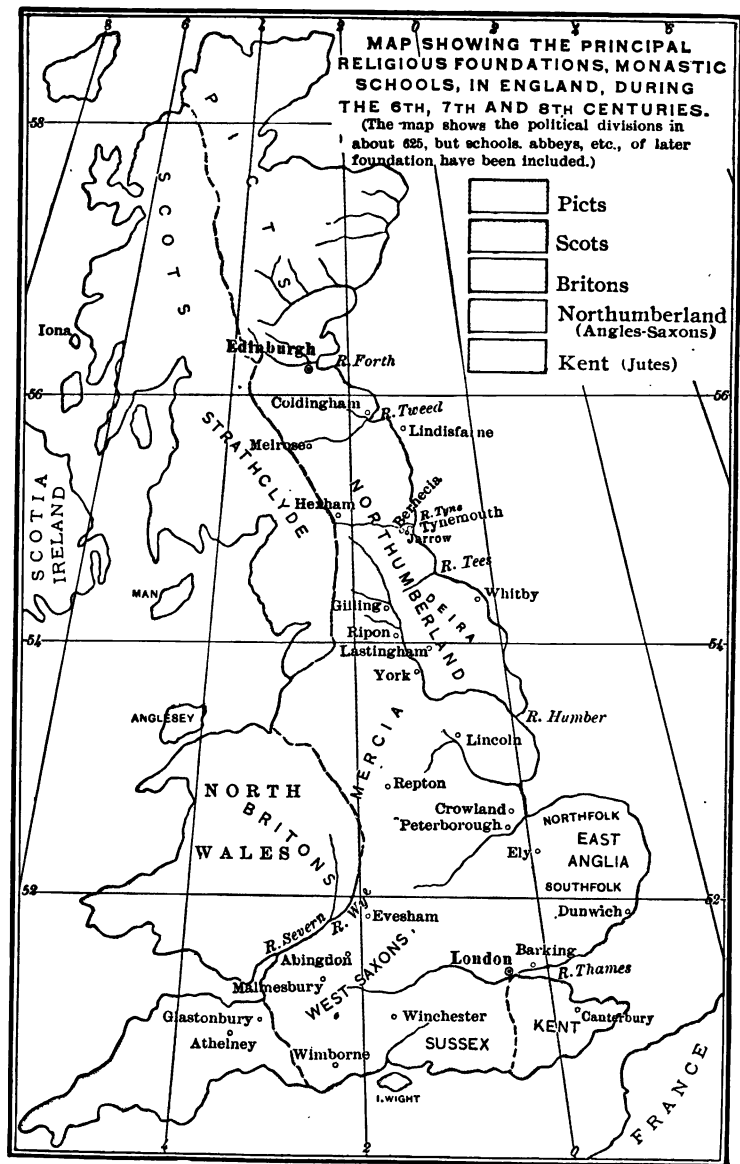 MAP SHOWING THE PRINCIPAL
RELIGIOUS FOUNDATIONS, MONASTIC
SCHOOLS, IN ENGLAND, DURING
THE 6TH, 7TH AND 8TH CENTURIES.
(The map shows the political divisions in
about 625, but schools. abbeys, etc., of later
foundation have been included.)
Picts
Scots
Britons
Northumberland
(Angles-Saxons)
Kent (Jutes)
8
6
58
PICTS
SCOTS
Iona
Edinburgh
R. Forth
56
56
Coldingham
R. Tweed
Lindisfarne
Melrose
STRATHCLYDE
NORTHUMBERLAND
Hexham
Bernecia
R. Tyne
Tynemouth
Jarrow
SCOTIA
IRELAND
R. Tees
MAN
Whitby
DEIRA
Gilling
Ripon
54
54
Lastingham
York
ANGLESEY
R. Humber
MERCIA
Lincoln
NORTH
Repton
BRITONS
Crowland
Peterborough
NORTHFOLK
EAST
ANGLIA
WALES
Ely
SOUTHFOLK
52
52
R. Wye
Evesham
Dunwich
R. Severn
Abingdon
London
Barking
R. Thames
Malmesbury
WEST SAXONS
Glastonbury
Winchester
KENT
Canterbury
Athelney
SUSSEX
Wimborne
I. WIGHT
FRANCE
4
2
0